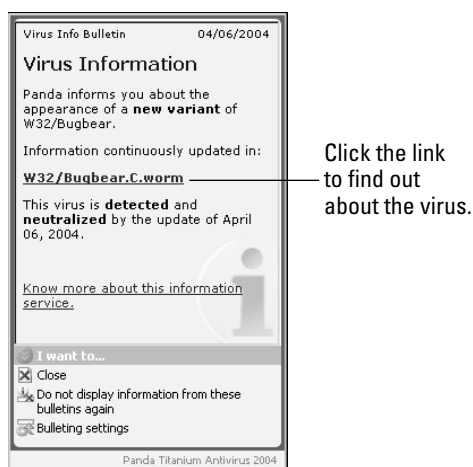 Virus Info Bulletin 04/06/2004
Virus Information
Panda informs you about the
appearance of a new variant of
W32/Bugbear.
Information continuously updated in:
W32/Bugbear.C.worm
This virus is detected and
neutralized by the update of April
06, 2004.
Know more about this information
service.
I want to...
Close
Do not display information from these
bulletins again
Bulleting settings
Panda Titanium Antivirus 2004
Click the link
to find out
about the virus.